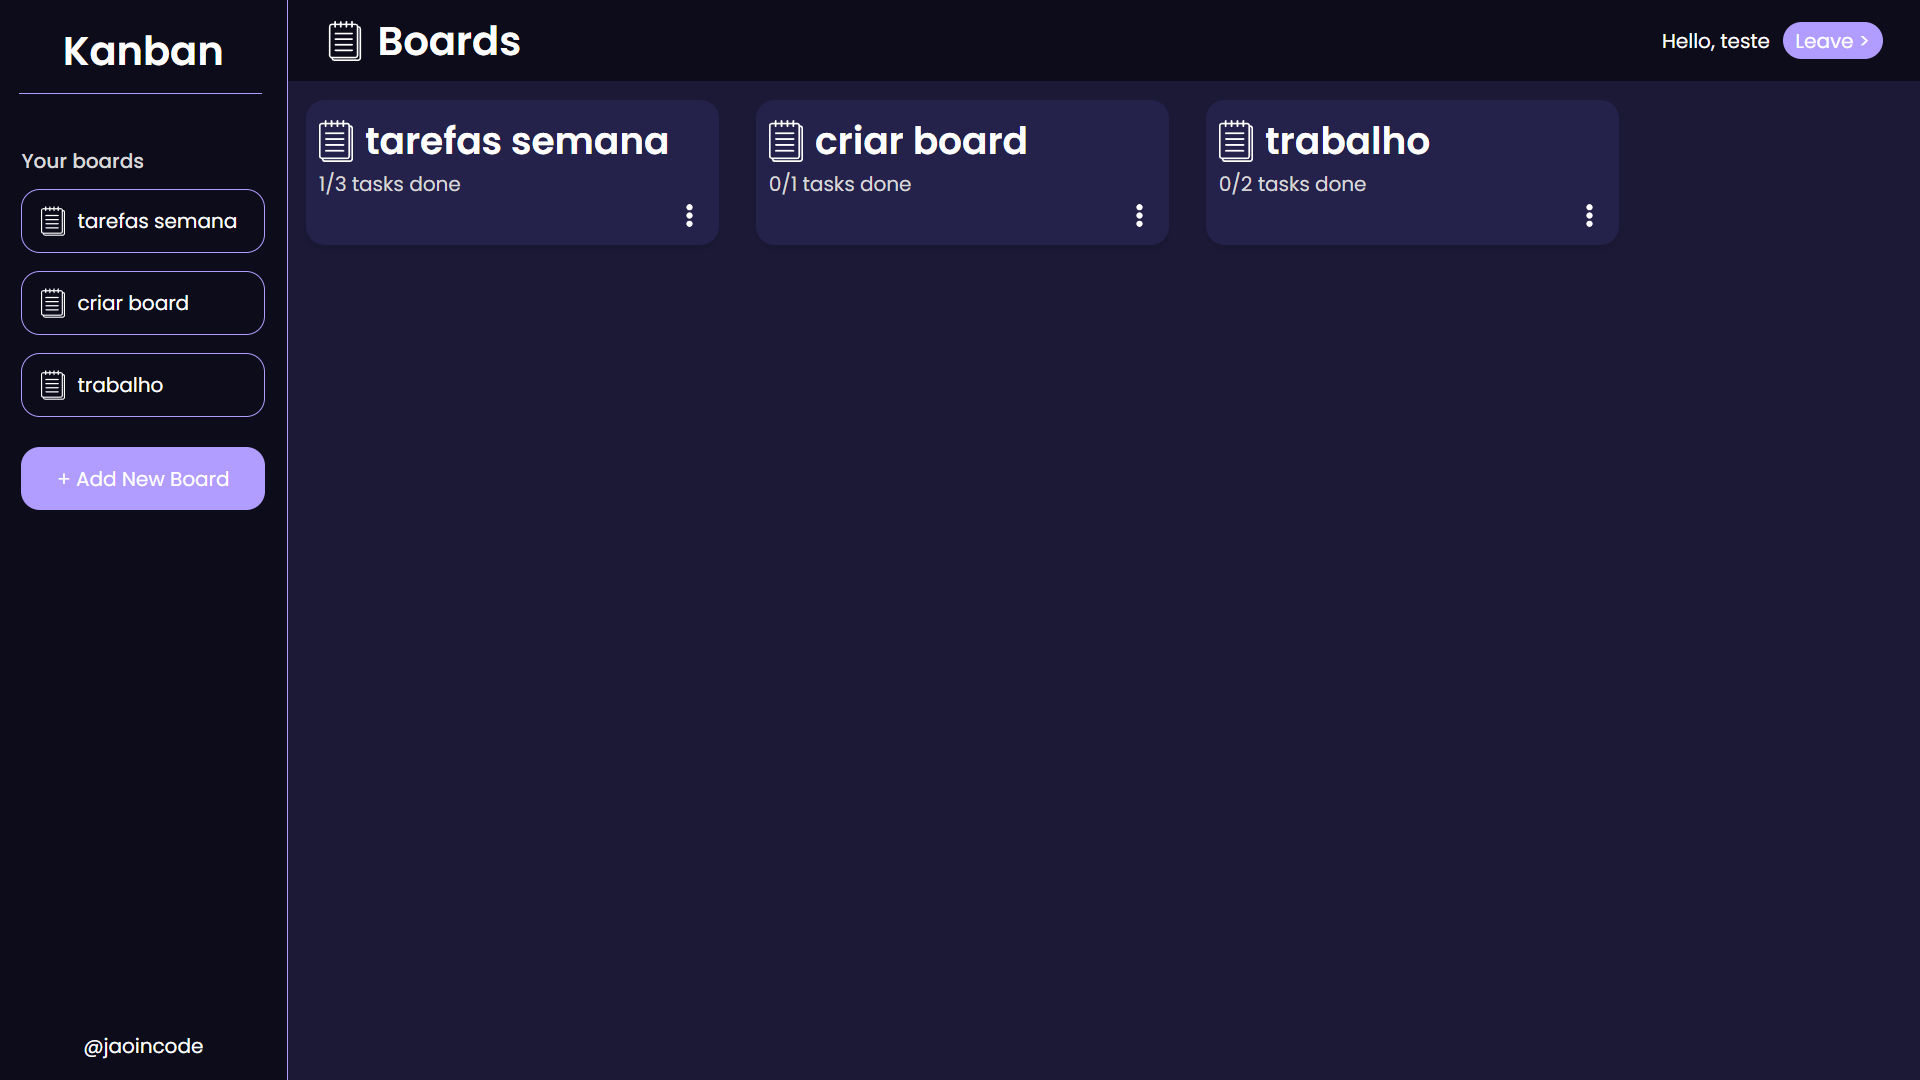 Kanban
Your boards
tarefas semana
criar board
trabalho
+ Add New Board
@jaoincode
Boards
Hello, teste
Leave >
tarefas semana
1/3 tasks done
criar board
0/1 tasks done
trabalho
0/2 tasks done